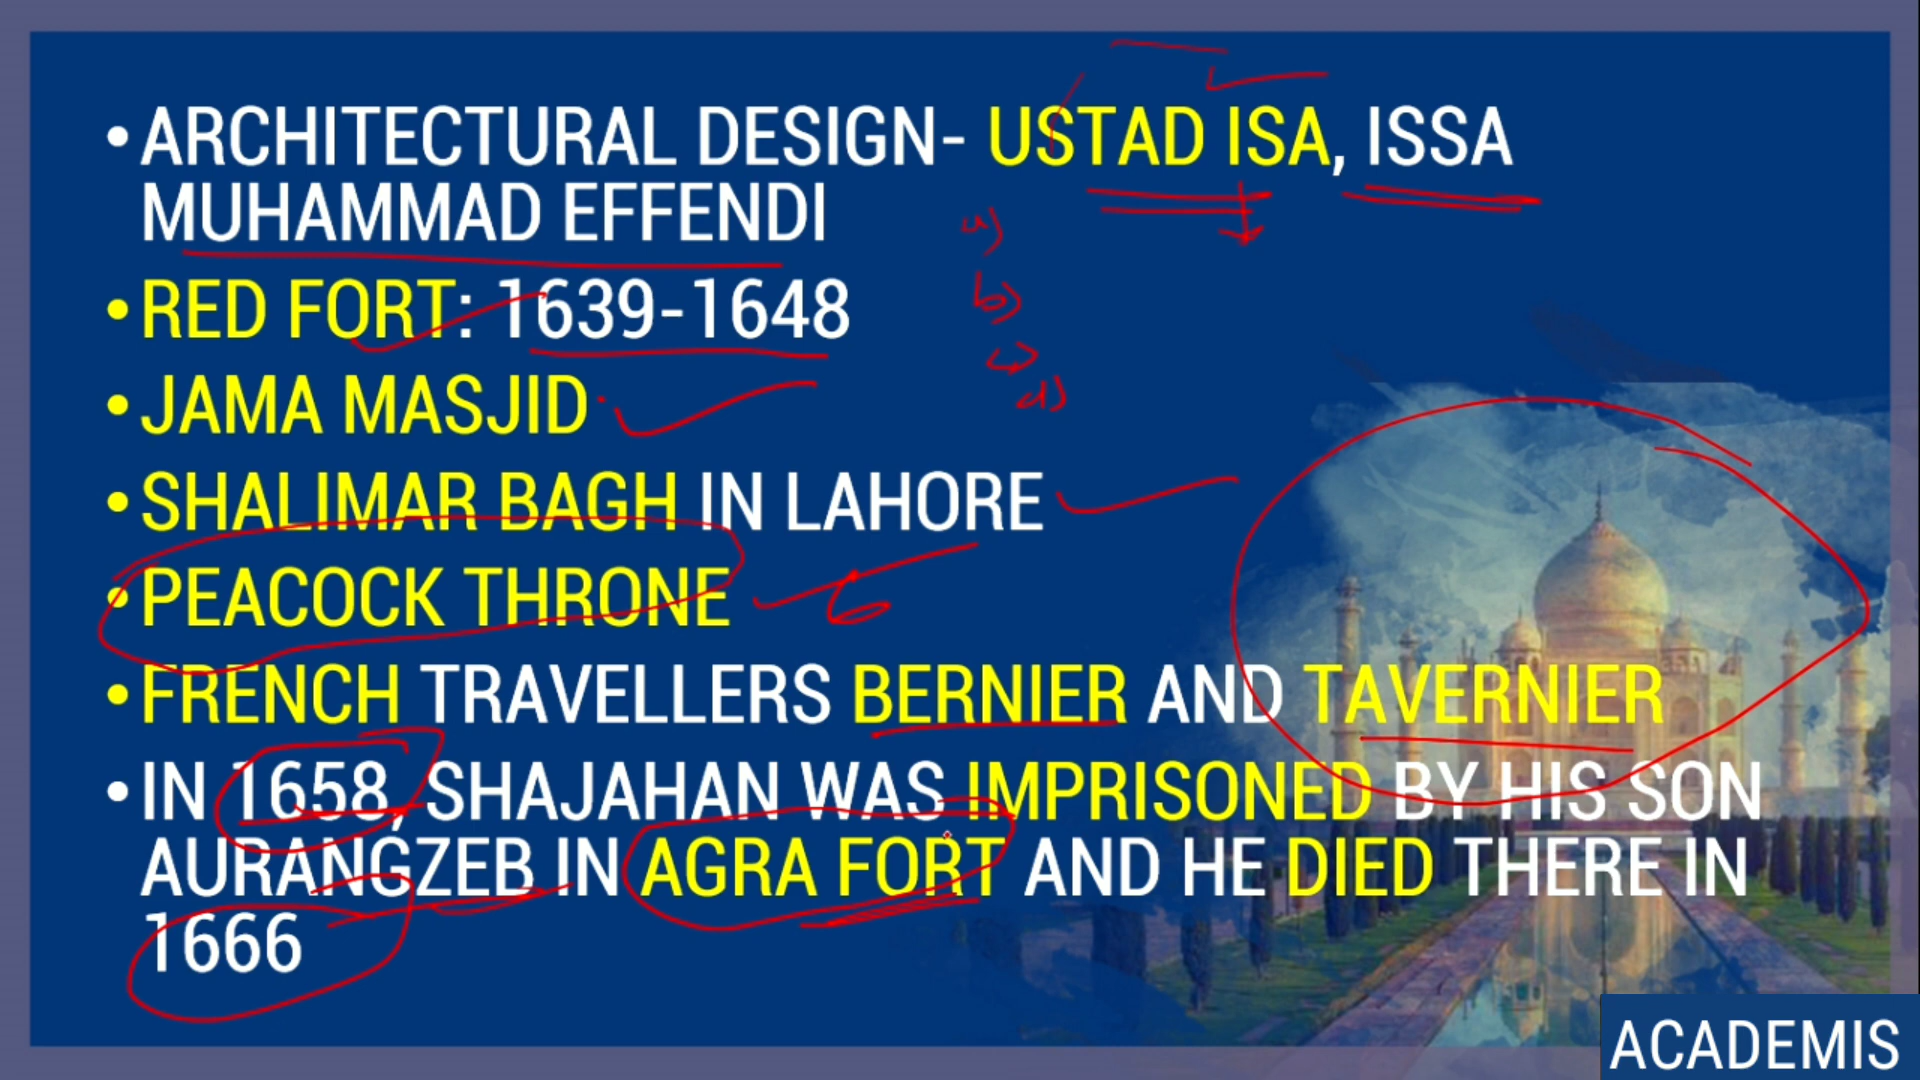 • ARCHITECTURAL DESIGN- USTAD ISA, ISSA
MUHAMMAD EFFENDI
a)
• RED FORT: 1639-1648
b)
c)
• JAMA MASJID
d)
• SHALIMAR BAGH IN LAHORE
• PEACOCK THRONE
• FRENCH TRAVELLERS BERNIER AND TAVERNIER
• IN 1658, SHAJAHAN WAS IMPRISONED BY HIS SON
AURANGZEB IN AGRA FORT AND HE DIED THERE IN
1666
ACADEMIS